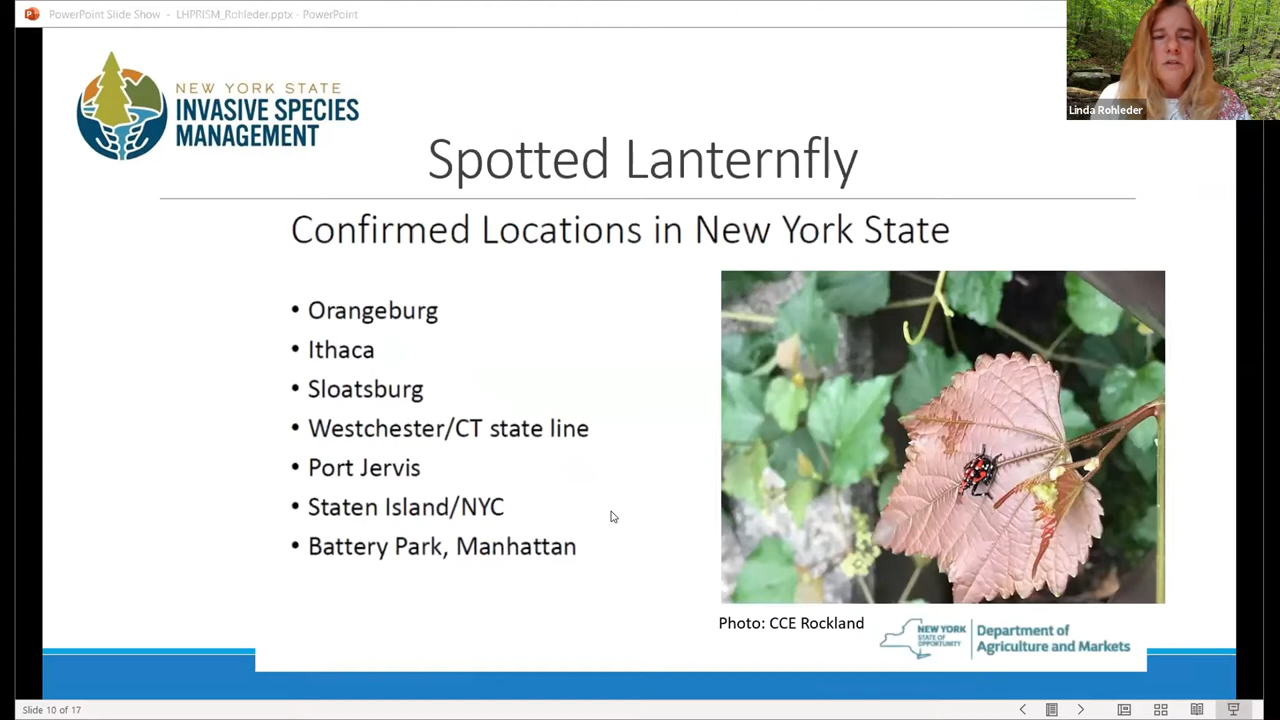 PowerPoint Slide Show - LHPRISM_Rohleder.pptx - PowerPoint
Linda Rohleder
NEW YORK STATE
INVASIVE SPECIES
MANAGEMENT
Spotted Lanternfly
Confirmed Locations in New York State
• Orangeburg
• Ithaca
• Sloatsburg
• Westchester/CT state line
• Port Jervis
• Staten Island/NYC
• Battery Park, Manhattan
Photo: CCE Rockland
NEW YORK
STATE OF
OPPORTUNITY
Department of
Agriculture and Markets
Slide 10 of 17